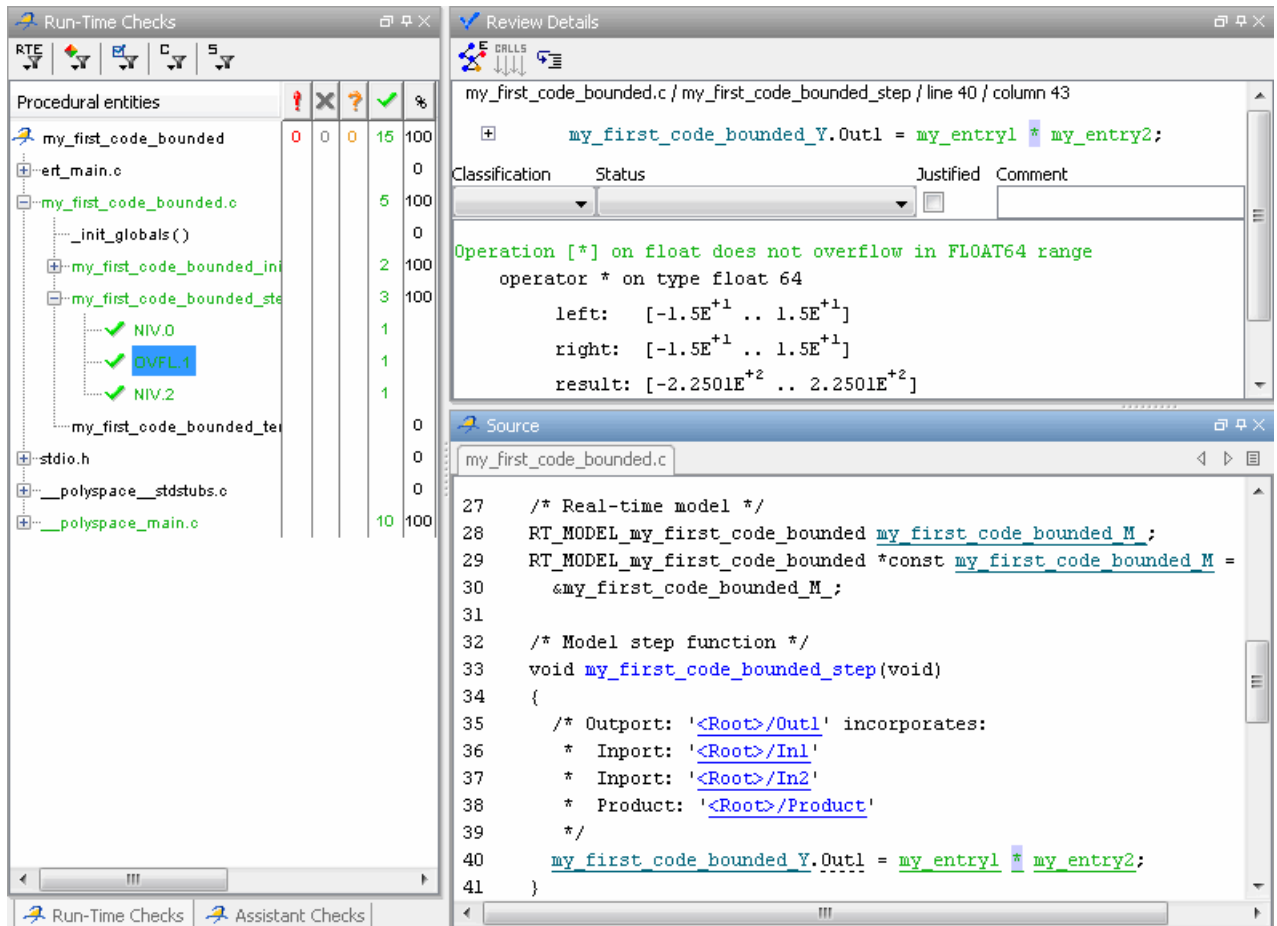 Run-Time Checks
RTE C S
Procedural entities ! × ? ✓ %
my_first_code_bounded 0 0 0 15 100
ert_main.c 0
my_first_code_bounded.c 5 100
_init_globals() 0
my_first_code_bounded_ini 2 100
my_first_code_bounded_ste 3 100
NIV.0 1
OVFL.1 1
NIV.2 1
my_first_code_bounded_ter 0
stdio.h 0
__polyspace__stdstubs.c 0
__polyspace_main.c 10 100
Run-Time Checks Assistant Checks
Review Details
E CALLS
my_first_code_bounded.c / my_first_code_bounded_step / line 40 / column 43
my_first_code_bounded_Y.Out1 = my_entry1 * my_entry2;
Classification Status Justified Comment
Operation [*] on float does not overflow in FLOAT64 range
operator * on type float 64
left: [-1.5E+1 .. 1.5E+1]
right: [-1.5E+1 .. 1.5E+1]
result: [-2.2501E+2 .. 2.2501E+2]
Source
my_first_code_bounded.c
27 /* Real-time model */
28 RT_MODEL_my_first_code_bounded my_first_code_bounded_M_;
29 RT_MODEL_my_first_code_bounded *const my_first_code_bounded_M =
30 &my_first_code_bounded_M_;
31
32 /* Model step function */
33 void my_first_code_bounded_step(void)
34 {
35 /* Outport: '<Root>/Out1' incorporates:
36 * Inport: '<Root>/In1'
37 * Inport: '<Root>/In2'
38 * Product: '<Root>/Product'
39 */
40 my_first_code_bounded_Y.Out1 = my_entry1 * my_entry2;
41 }